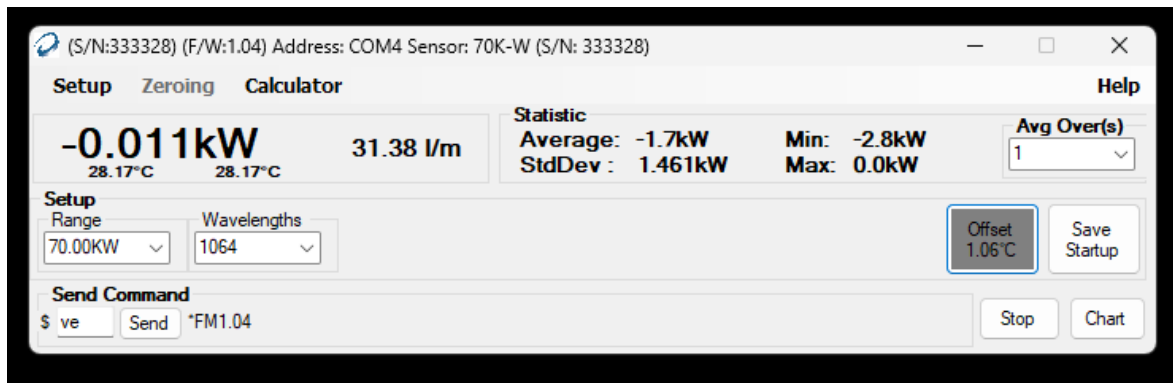 (S/N:333328) (F/W:1.04) Address: COM4 Sensor: 70K-W (S/N: 333328)
Setup Zeroing Calculator Help
-0.011kW 31.38 l/m
28.17°C 28.17°C
Statistic
Average: -1.7kW Min: -2.8kW
StdDev : 1.461kW Max: 0.0kW
Avg Over(s)
1
Setup
Range Wavelengths
70.00KW 1064
Offset
1.06°C
Save
Startup
Send Command
$ ve Send *FM1.04
Stop Chart